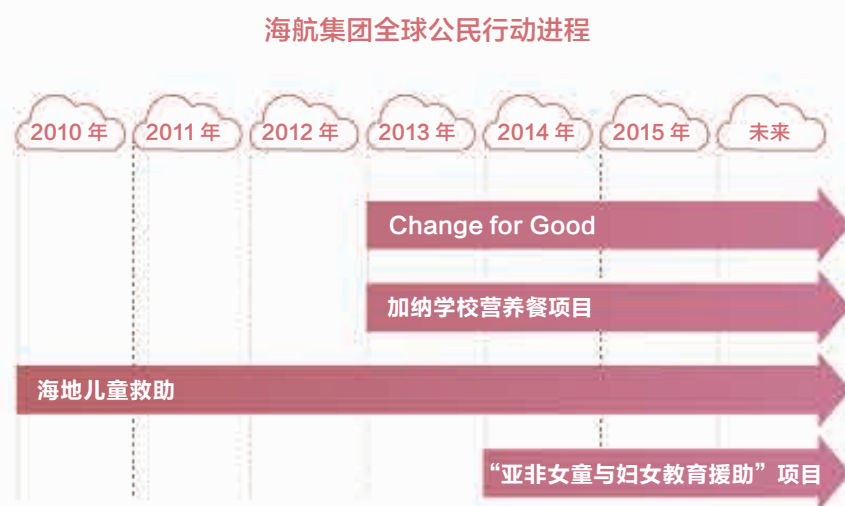 海航集团全球公民行动进程
2010 年 2011 年 2012 年 2013 年 2014 年 2015 年 未来
Change for Good
加纳学校营养餐项目
海地儿童救助
“亚非女童与妇女教育援助”项目